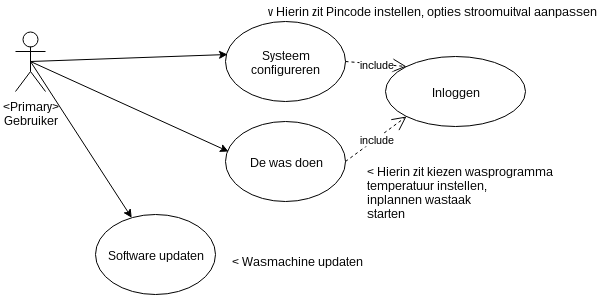 v Hierin zit Pincode instellen, opties stroomuitval aanpassen
Systeem
configureren
include
Inloggen
<Primary>
Gebruiker
include
De was doen
< Hierin zit kiezen wasprogramma
temperatuur instellen,
inplannen wastaak
starten
Software updaten
< Wasmachine updaten